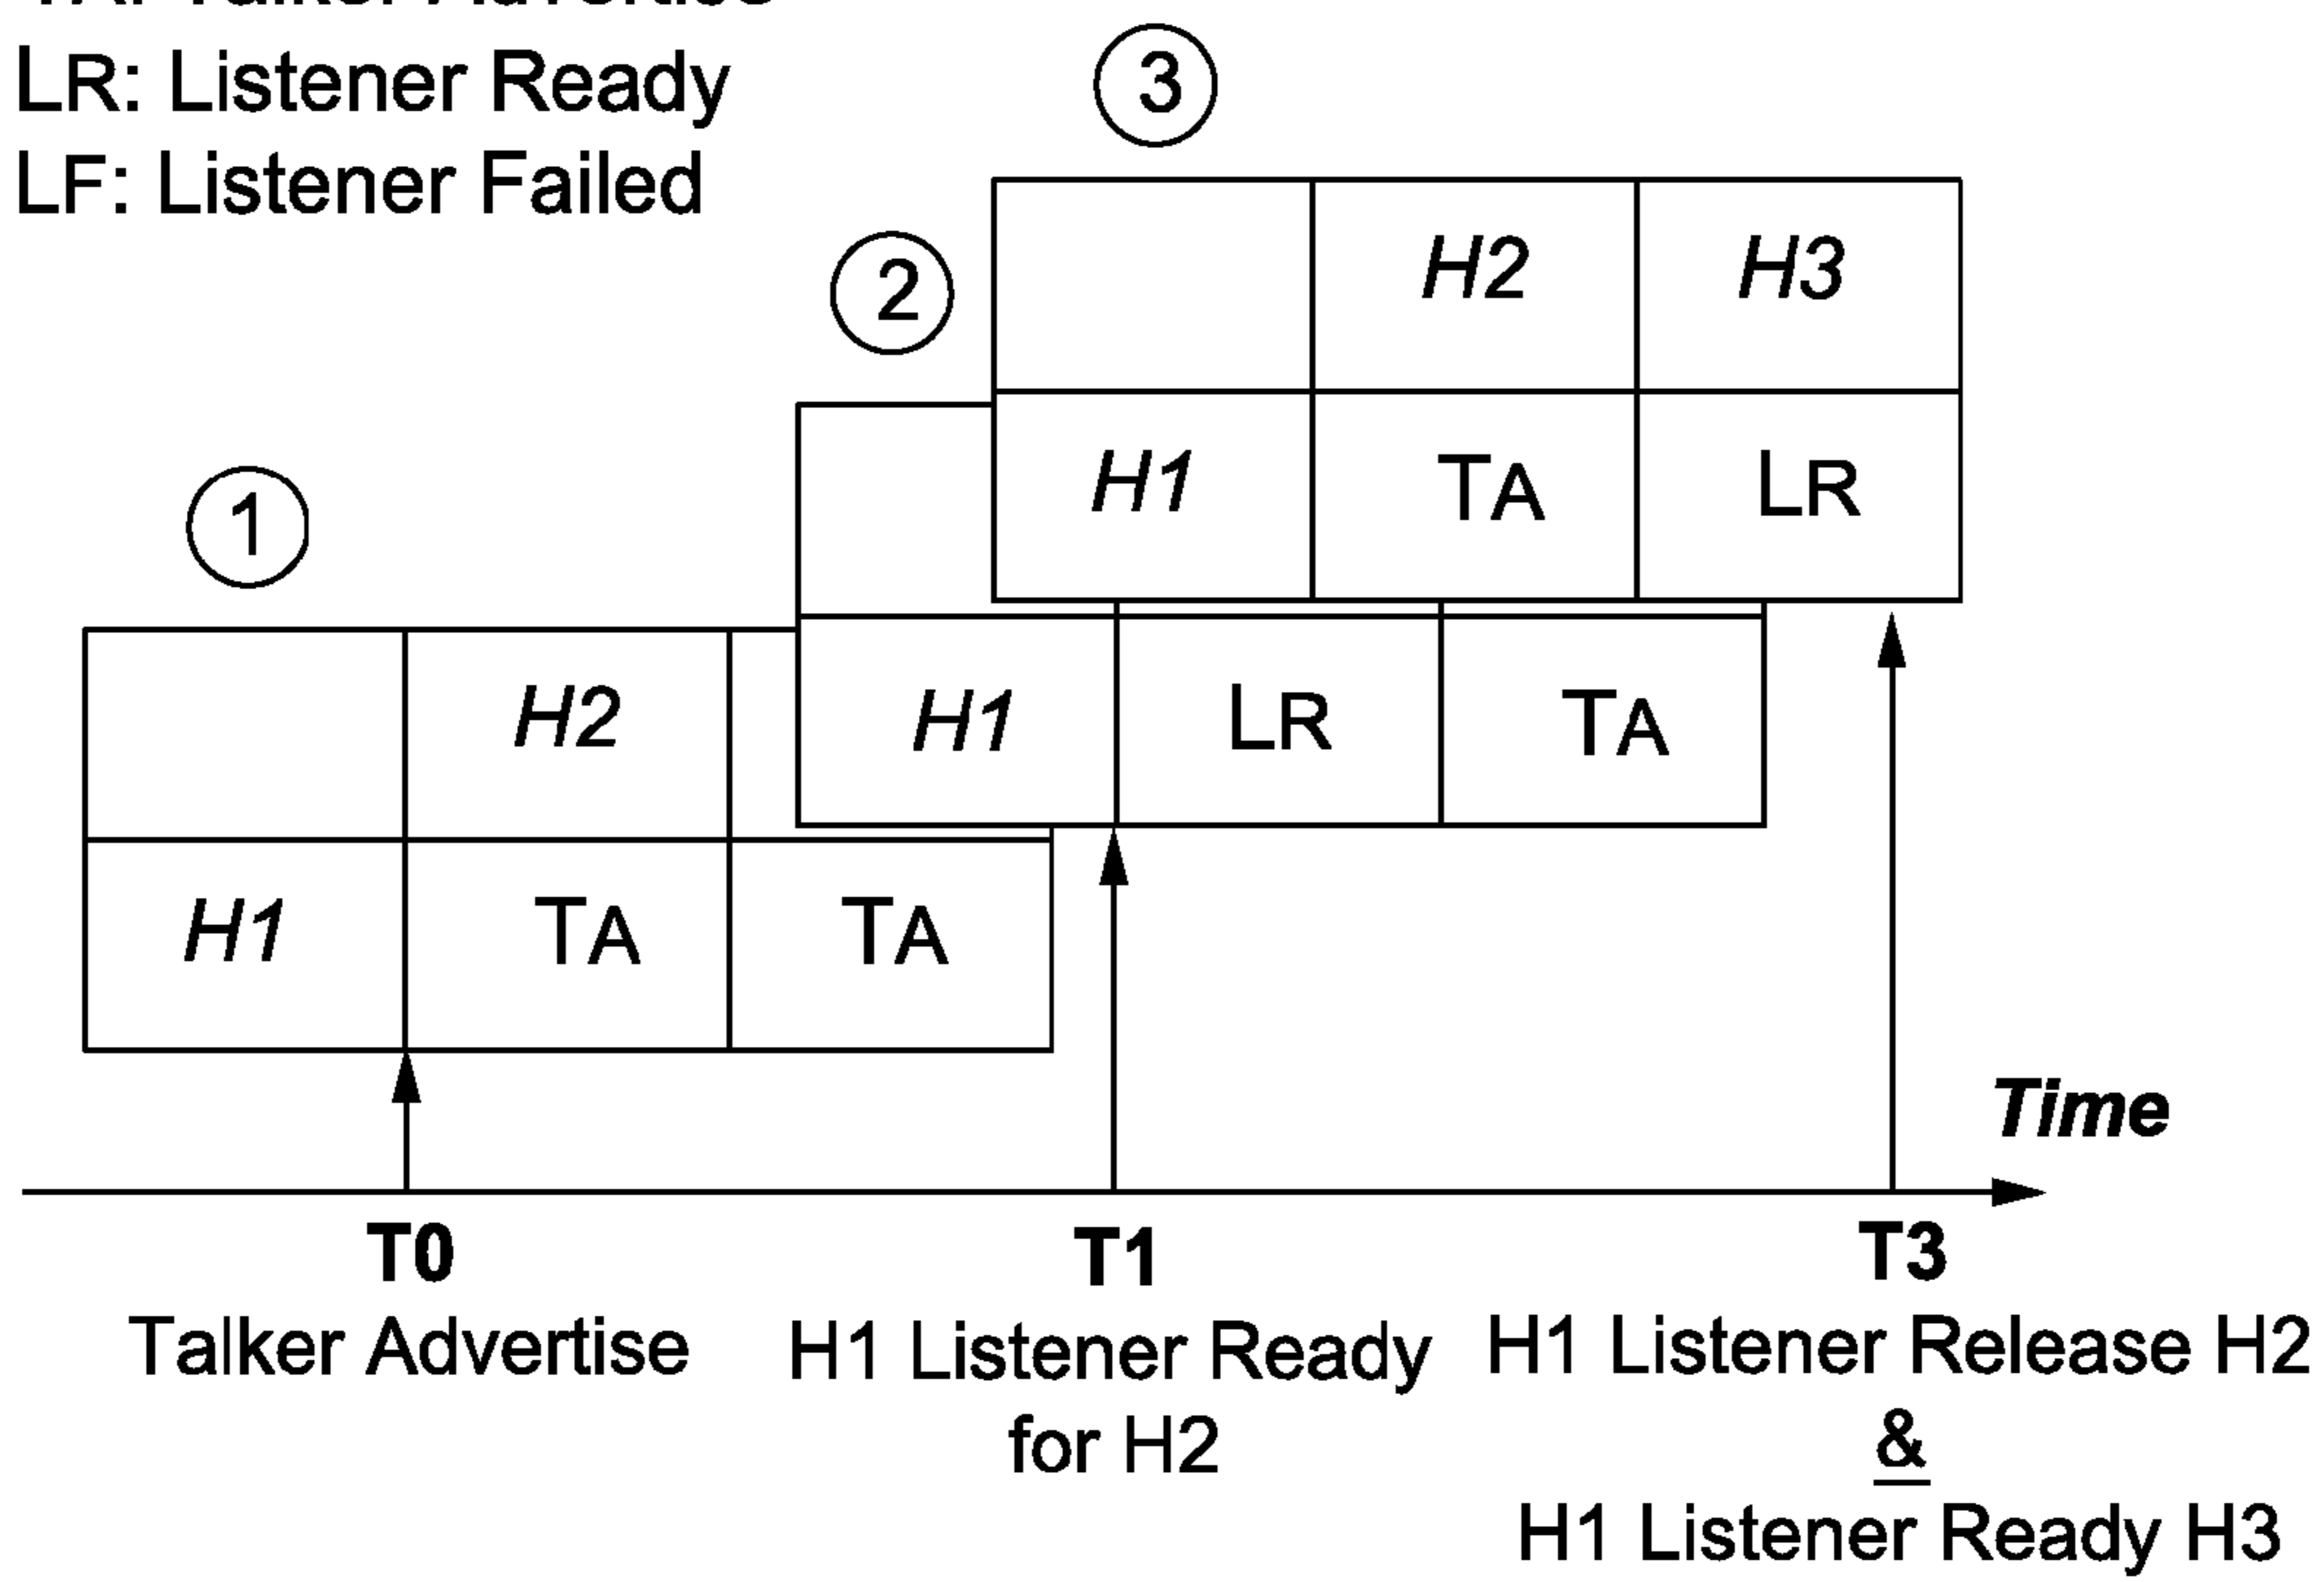 LR: Listener Ready
LF: Listener Failed
3
H2 H3
H1 TA LR
2
H1 LR TA
1
H2
H1 TA TA
Time
T0 T1 T3
Talker Advertise
H1 Listener Ready
for H2
H1 Listener Release H2
&
H1 Listener Ready H3